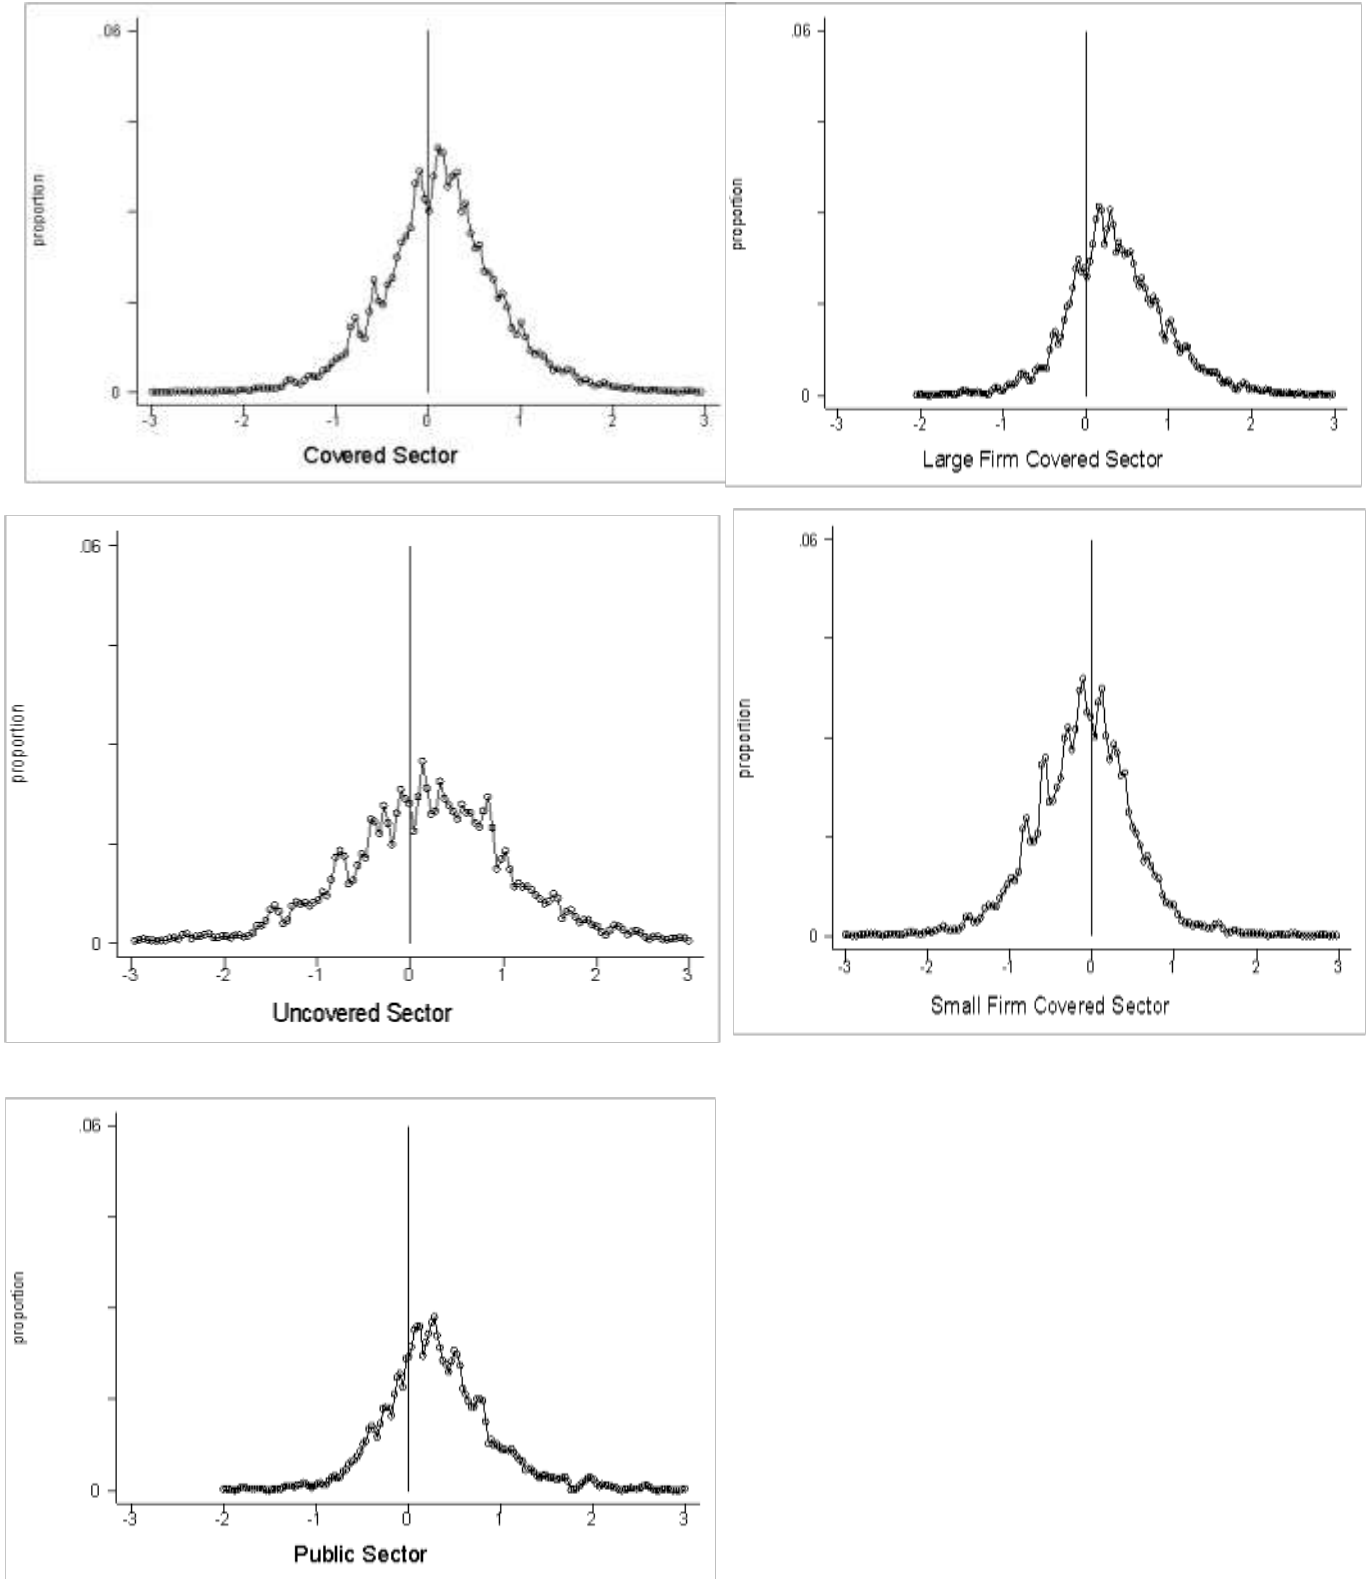 .06
proportion
0
-3 -2 -1 0 1 2 3
Covered Sector
.06
proportion
0
-3 -2 -1 0 1 2 3
Large Firm Covered Sector
.06
proportion
0
-3 -2 -1 0 1 2 3
Uncovered Sector
.06
proportion
0
-3 -2 -1 0 1 2 3
Small Firm Covered Sector
.06
proportion
0
-3 -2 -1 0 1 2 3
Public Sector